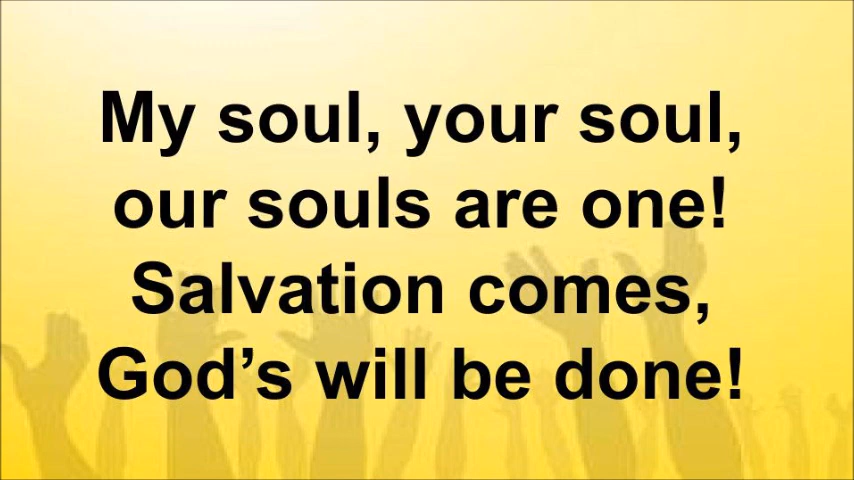 My soul, your soul,
our souls are one!
Salvation comes,
God’s will be done!